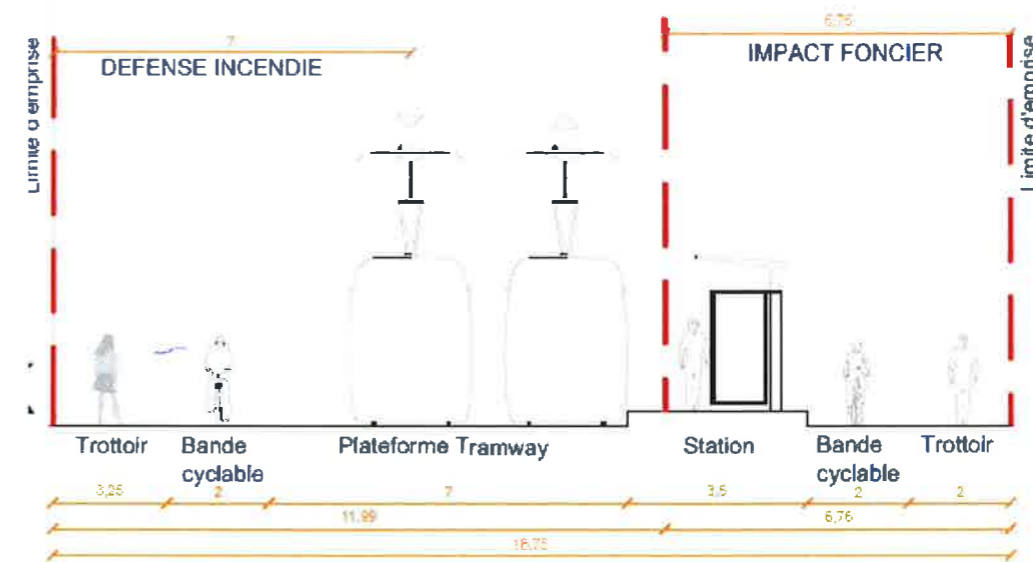 6,76
7
DEFENSE INCENDIE
IMPACT FONCIER
Limite d'emprise
Limite d'emprise
Trottoir
Bande
cyclable
Plateforme Tramway
Station
Bande
cyclable
Trottoir
3,25
2
7
3,5
2
2
11,99
6,76
18,75